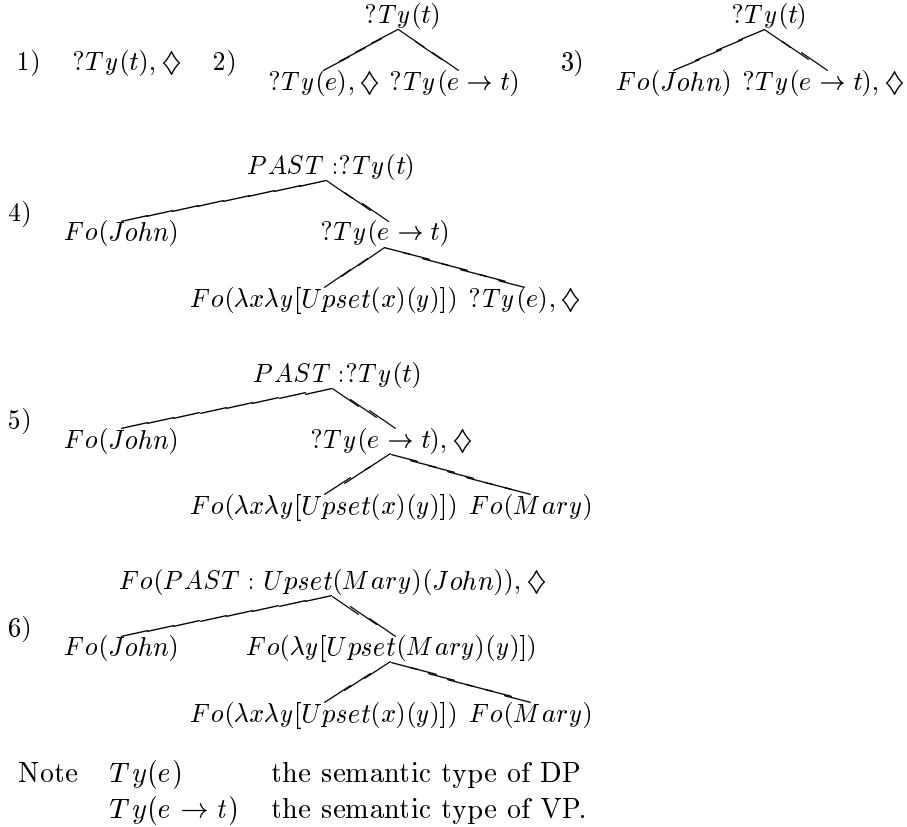 ?Ty(t)
1) ?Ty(t), ◊ 2) ?Ty(e), ◊ ?Ty(e → t) 3) ?Ty(t)
Fo(John) ?Ty(e → t), ◊
PAST :?Ty(t)
4) Fo(John) ?Ty(e → t)
Fo(λxλy[Upset(x)(y)]) ?Ty(e), ◊
PAST :?Ty(t)
5) Fo(John) ?Ty(e → t), ◊
Fo(λxλy[Upset(x)(y)]) Fo(Mary)
Fo(PAST : Upset(Mary)(John)), ◊
6) Fo(John) Fo(λy[Upset(Mary)(y)])
Fo(λxλy[Upset(x)(y)]) Fo(Mary)
Note Ty(e) the semantic type of DP
Ty(e → t) the semantic type of VP.